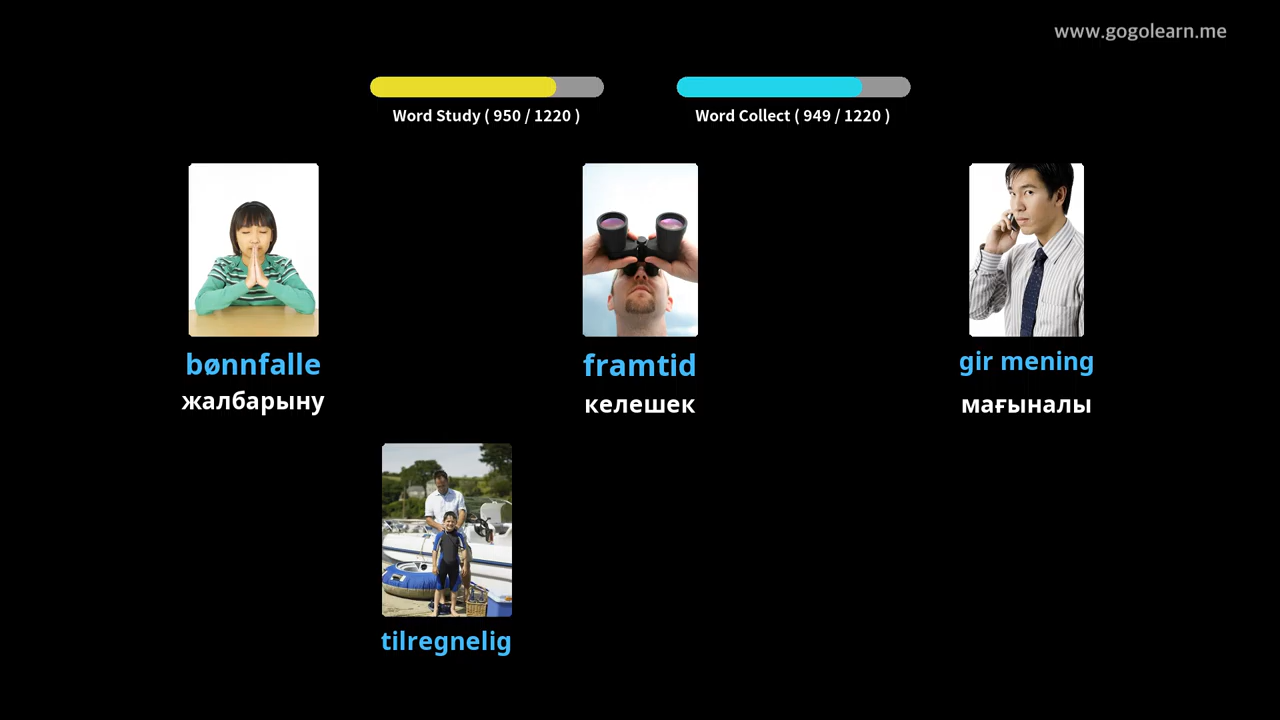 www.gogolearn.me
Word Study ( 950 / 1220 )
Word Collect ( 949 / 1220 )
bønnfalle
жалбарыну
framtid
келешек
gir mening
мағыналы
tilregnelig